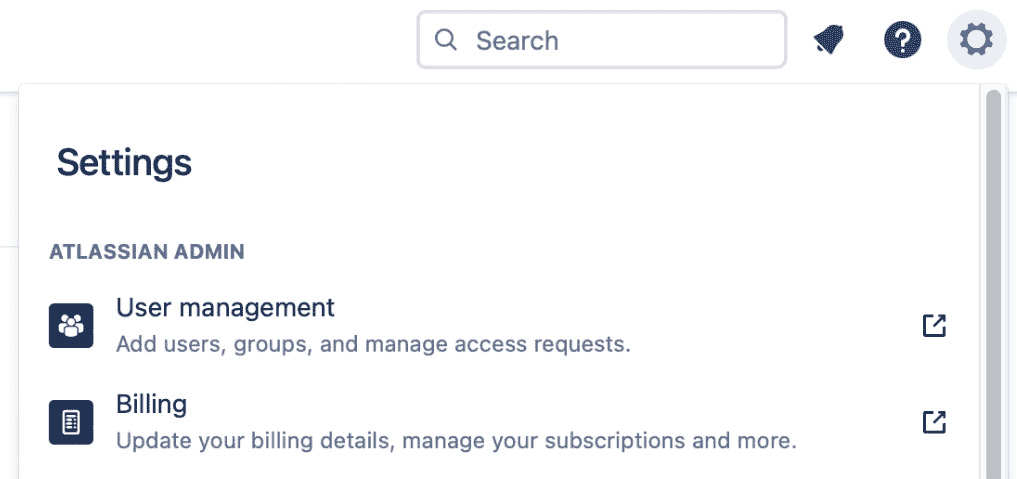 Search
Settings
ATLASSIAN ADMIN
User management
Add users, groups, and manage access requests.
Billing
Update your billing details, manage your subscriptions and more.